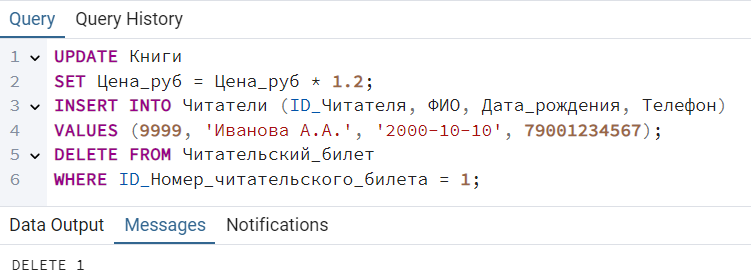 Query Query History
1 UPDATE Книги
2 SET Цена_руб = Цена_руб * 1.2;
3 INSERT INTO Читатели (ID_Читателя, ФИО, Дата_рождения, Телефон)
4 VALUES (9999, 'Иванова А.А.', '2000-10-10', 79001234567);
5 DELETE FROM Читательский_билет
6 WHERE ID_Номер_читательского_билета = 1;
Data Output Messages Notifications
DELETE 1